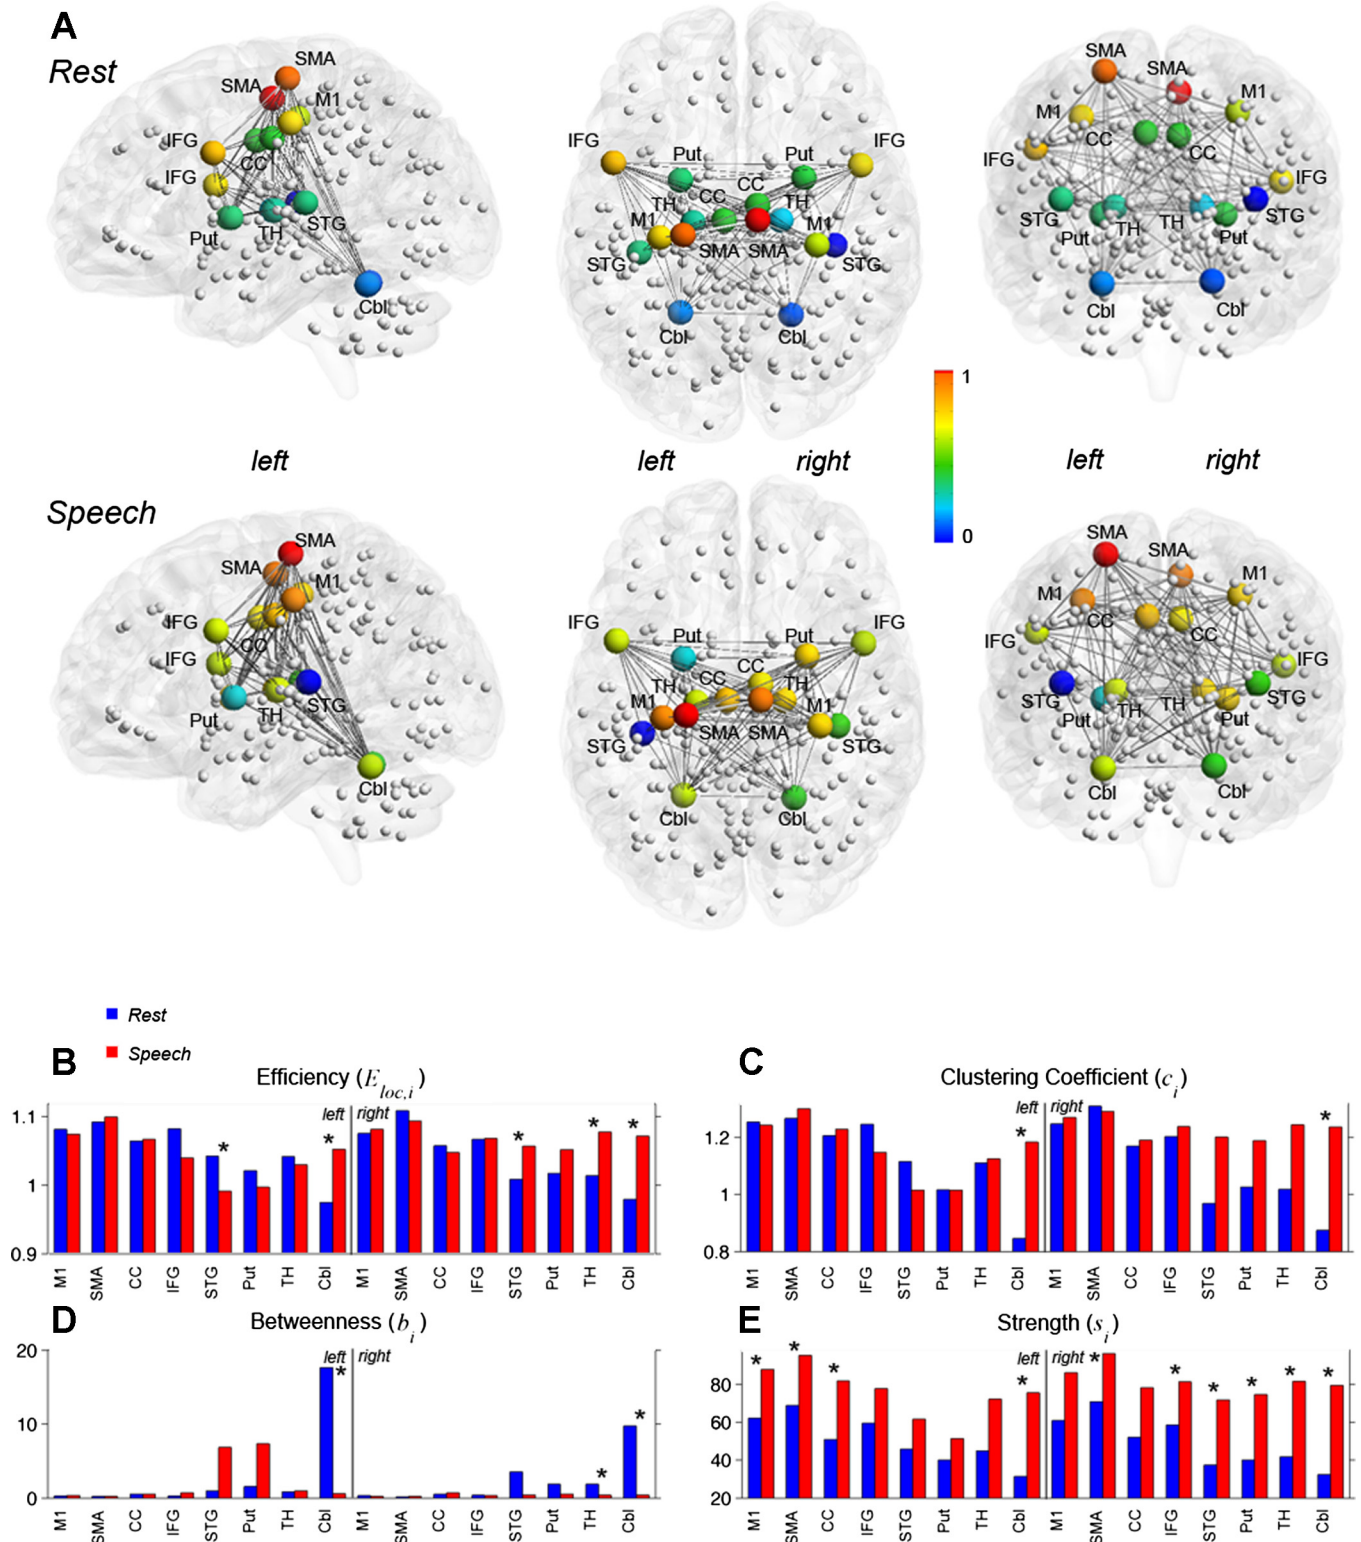 A
Rest
SMA
SMA
M1
IFG
CC
IFG
Put
TH
STG
Cbl
IFG
IFG
Put
Put
CC
CC
TH
TH
M1
M1
SMA
SMA
STG
STG
Cbl
Cbl
SMA
SMA
M1
M1
CC
IFG
CC
IFG
STG
STG
TH
TH
Put
Put
Cbl
Cbl
1
0
left
left right
left right
Speech
SMA
SMA
M1
IFG
CC
IFG
Put
TH
STG
Cbl
IFG
IFG
Put
Put
CC
CC
TH
TH
M1
M1
SMA
SMA
STG
STG
Cbl
Cbl
SMA
SMA
M1
M1
CC
IFG
CC
IFG
STG
STG
TH
TH
Put
Put
Cbl
Cbl
Rest
Speech
B
Efficiency (E loc,i)
left right
1.1
1
0.9
* * * * *
M1 SMA CC IFG STG Put TH Cbl M1 SMA CC IFG STG Put TH Cbl
C
Clustering Coefficient (c i)
left right
1.2
1
0.8
* *
M1 SMA CC IFG STG Put TH Cbl M1 SMA CC IFG STG Put TH Cbl
D
Betweenness (b i)
left right
20
10
0
* * *
M1 SMA CC IFG STG Put TH Cbl M1 SMA CC IFG STG Put TH Cbl
E
Strength (s i)
left right
80
60
40
20
* * * * * * * * * *
M1 SMA CC IFG STG Put TH Cbl M1 SMA CC IFG STG Put TH Cbl